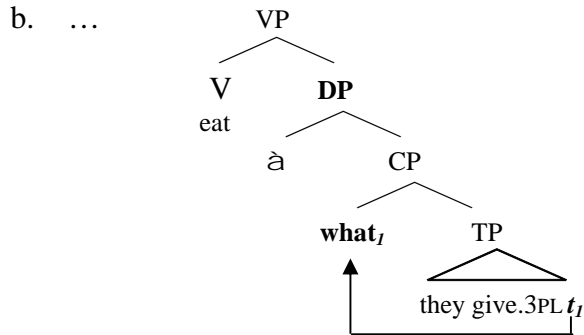 b. … VP
V DP
eat
à CP
what₁ TP
they give.3PL t₁